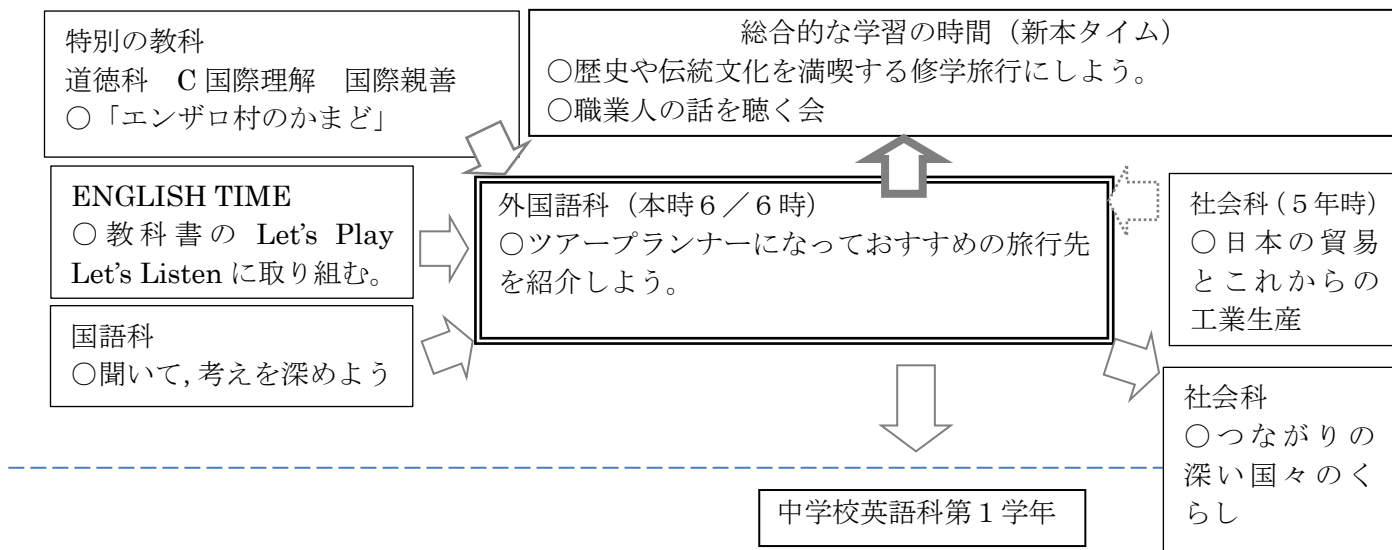 特別の教科
道徳科 C 国際理解 国際親善
○「エンザロ村のかまど」
総合的な学習の時間（新本タイム）
○歴史や伝統文化を満喫する修学旅行にしよう。
○職業人の話を聴く会
ENGLISH TIME
○教科書の Let's Play
Let's Listen に取り組む。
外国語科（本時６／６時）
○ツアープランナーになっておすすめの旅行先
を紹介しよう。
社会科（５年時）
○日本の貿易
とこれからの
工業生産
国語科
○聞いて,考えを深めよう
社会科
○つながりの
深い国々のく
らし
中学校英語科第１学年